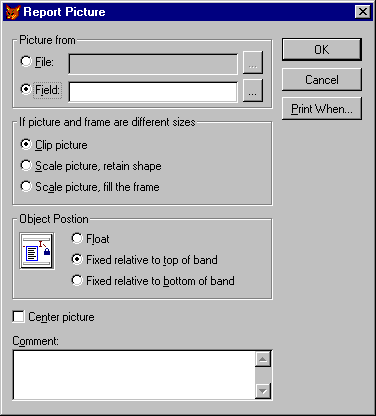 Report Picture
Picture from
File:
...
Field:
...
OK
Cancel
Print When...
If picture and frame are different sizes
Clip picture
Scale picture, retain shape
Scale picture, fill the frame
Object Postion
Float
Fixed relative to top of band
Fixed relative to bottom of band
Center picture
Comment: